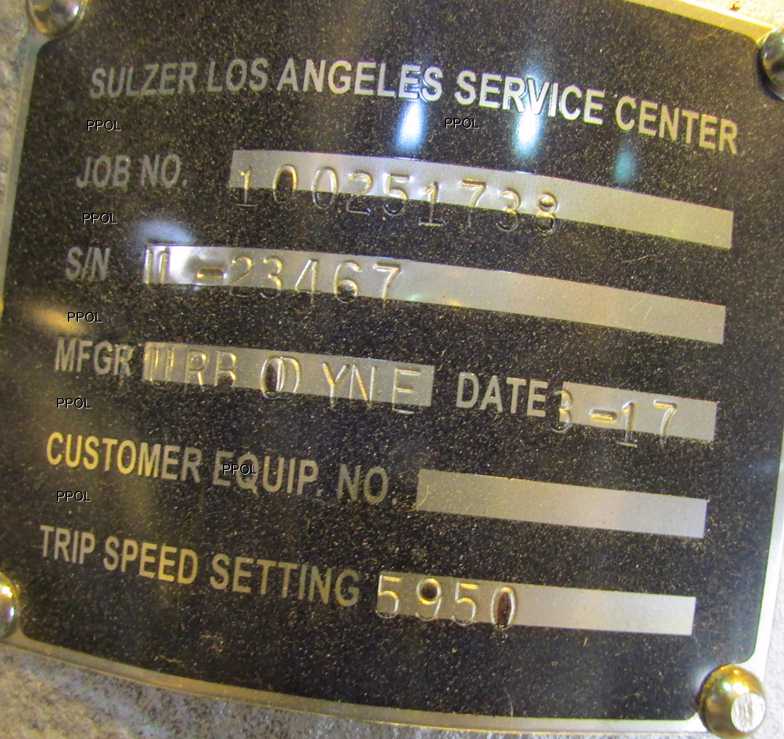 SULZER LOS ANGELES SERVICE CENTER
PPOL PPOL
JOB NO. 100251738
PPOL
S/N L-23467
PPOL
MFGR DATE 3-17
PPOL
CUSTOMER EQUIP. NO.
PPOL
PPOL
TRIP SPEED SETTING 5950